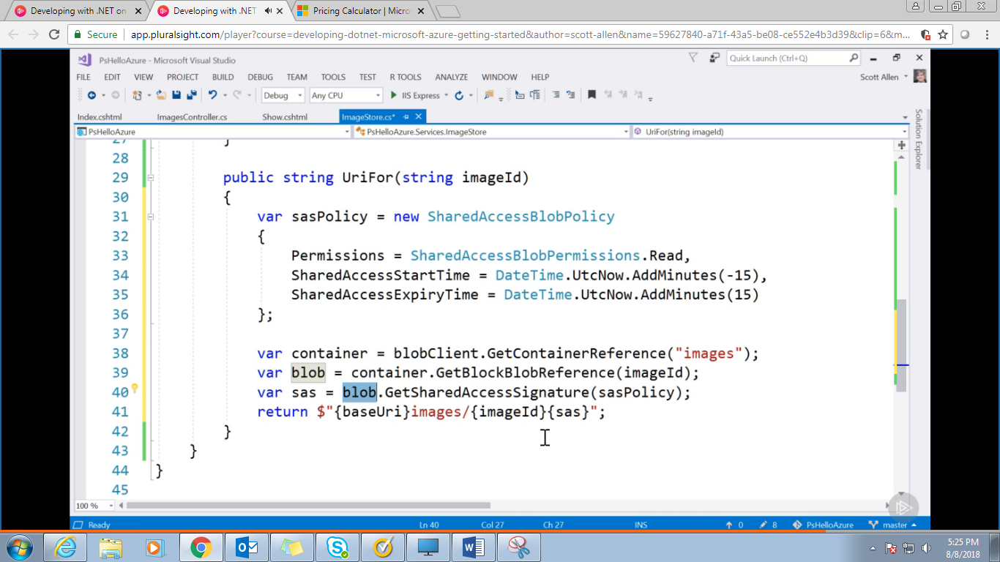 Developing with .NET on
Developing with .NET
Pricing Calculator | Micro
Secure
app.pluralsight.com/player?course=developing-dotnet-microsoft-azure-getting-started&author=scott-allen&name=59627840-a71f-43a5-be08-ce552e4b3d39&clip=6&m...
PsHelloAzure - Microsoft Visual Studio
Quick Launch (Ctrl+Q)
FILE EDIT VIEW PROJECT BUILD DEBUG TEAM TOOLS TEST R TOOLS ANALYZE WINDOW HELP
Scott Allen
Debug Any CPU IIS Express
Index.cshtml ImagesController.cs Show.cshtml ImageStore.cs*
PsHelloAzure PsHelloAzure.Services.ImageStore UriFor(string imageId)
Solution Explorer
27 }
28
29 public string UriFor(string imageId)
30 {
31 var sasPolicy = new SharedAccessBlobPolicy
32 {
33 Permissions = SharedAccessBlobPermissions.Read,
34 SharedAccessStartTime = DateTime.UtcNow.AddMinutes(-15),
35 SharedAccessExpiryTime = DateTime.UtcNow.AddMinutes(15)
36 };
37
38 var container = blobClient.GetContainerReference("images");
39 var blob = container.GetBlockBlobReference(imageId);
40 var sas = blob.GetSharedAccessSignature(sasPolicy);
41 return $"{baseUri}images/{imageId}{sas}";
42 }
43 }
44 }
45
100 %
Ready Ln 40 Col 27 Ch 27 INS 0 8 PsHelloAzure master
5:25 PM
8/8/2018